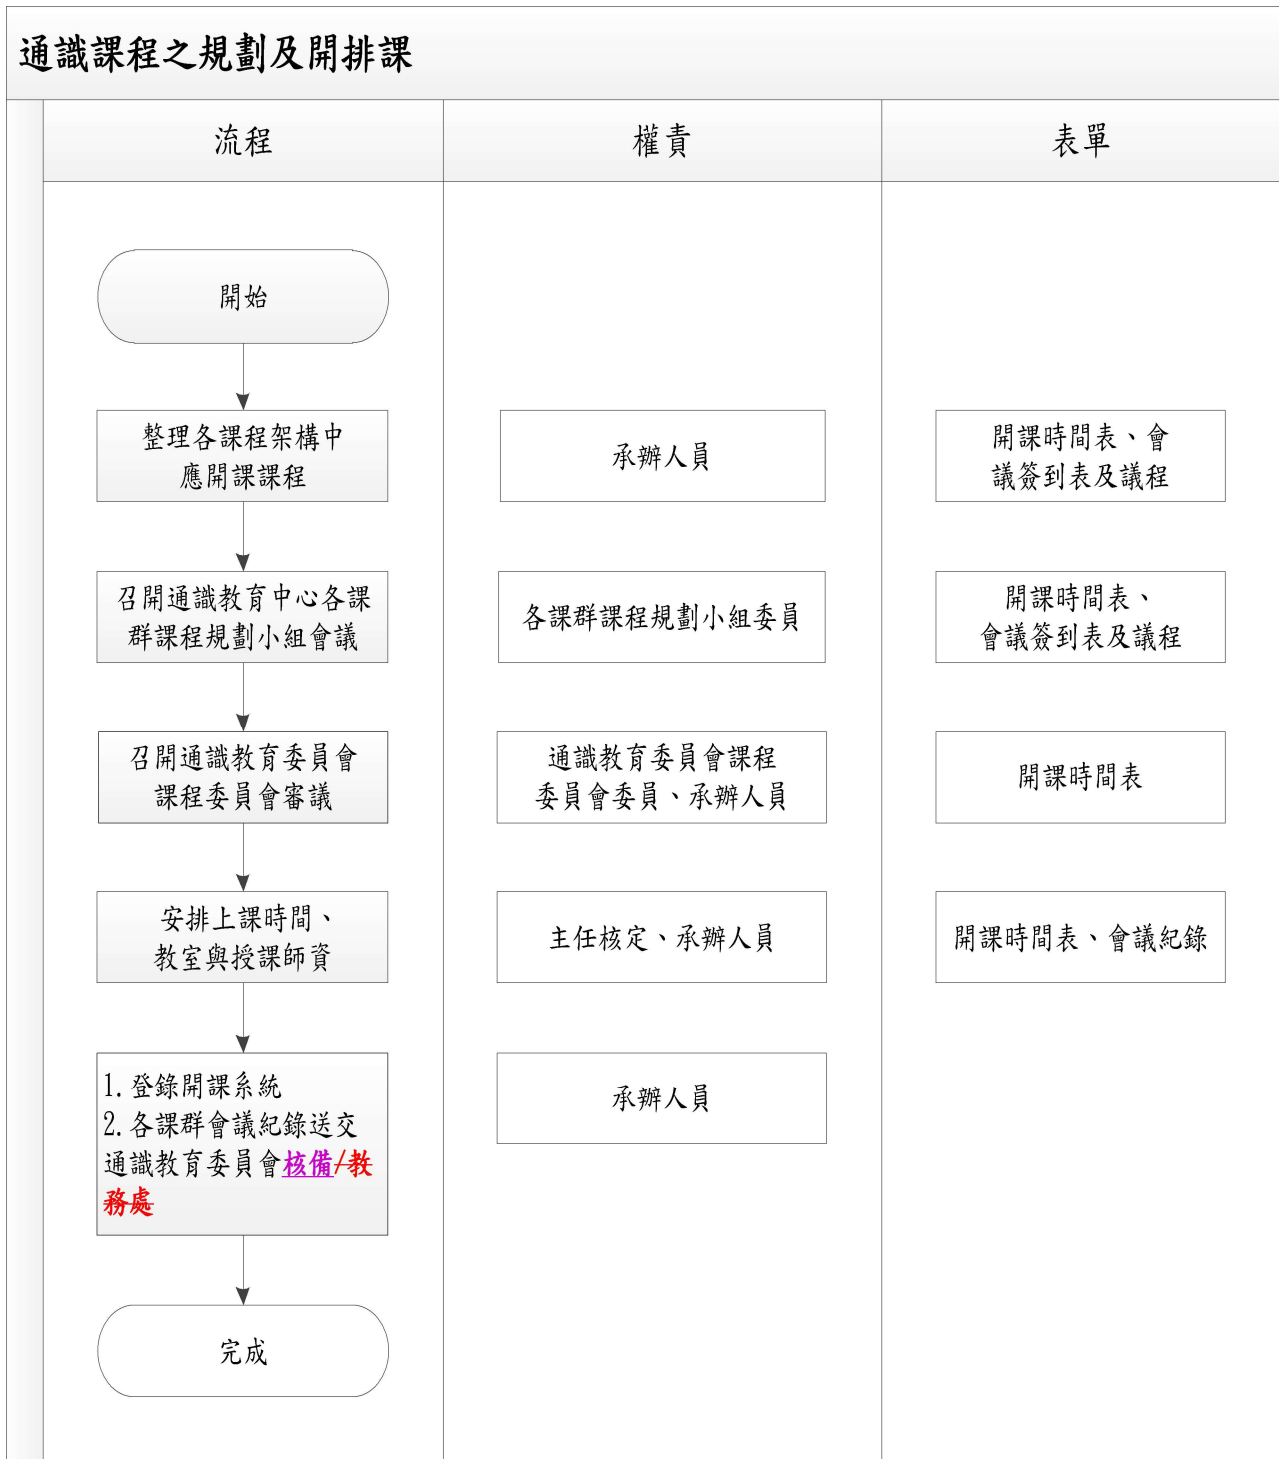 通識課程之規劃及開排課
流程
權責
表單
開始
整理各課程架構中
應開課課程
承辦人員
開課時間表、會
議簽到表及議程
召開通識教育中心各課
群課程規劃小組會議
各課群課程規劃小組委員
開課時間表、
會議簽到表及議程
召開通識教育委員會
課程委員會審議
通識教育委員會課程
委員會委員、承辦人員
開課時間表
安排上課時間、
教室與授課師資
主任核定、承辦人員
開課時間表、會議紀錄
1.登錄開課系統
2.各課群會議紀錄送交
通識教育委員會核備/教
務處
承辦人員
完成